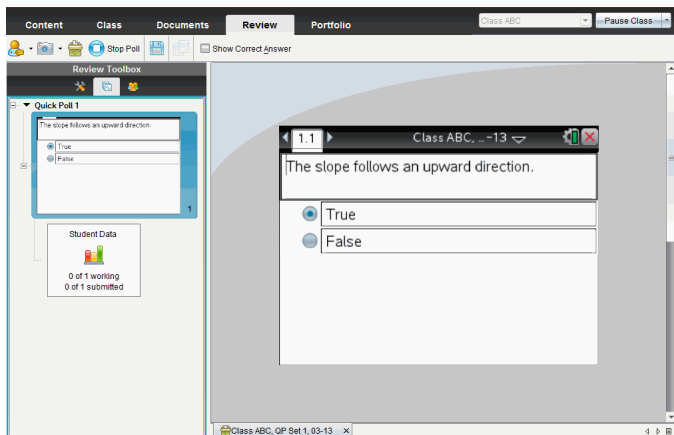 Content Class Documents Review Portfolio Class ABC Pause Class
Stop Poll Show Correct Answer
Review Toolbox
Quick Poll 1
The slope follows an upward direction.
True
False
1
Student Data
0 of 1 working
0 of 1 submitted
1.1 Class ABC, ...-13
The slope follows an upward direction.
True
False
Class ABC, QP Set 1, 03-13